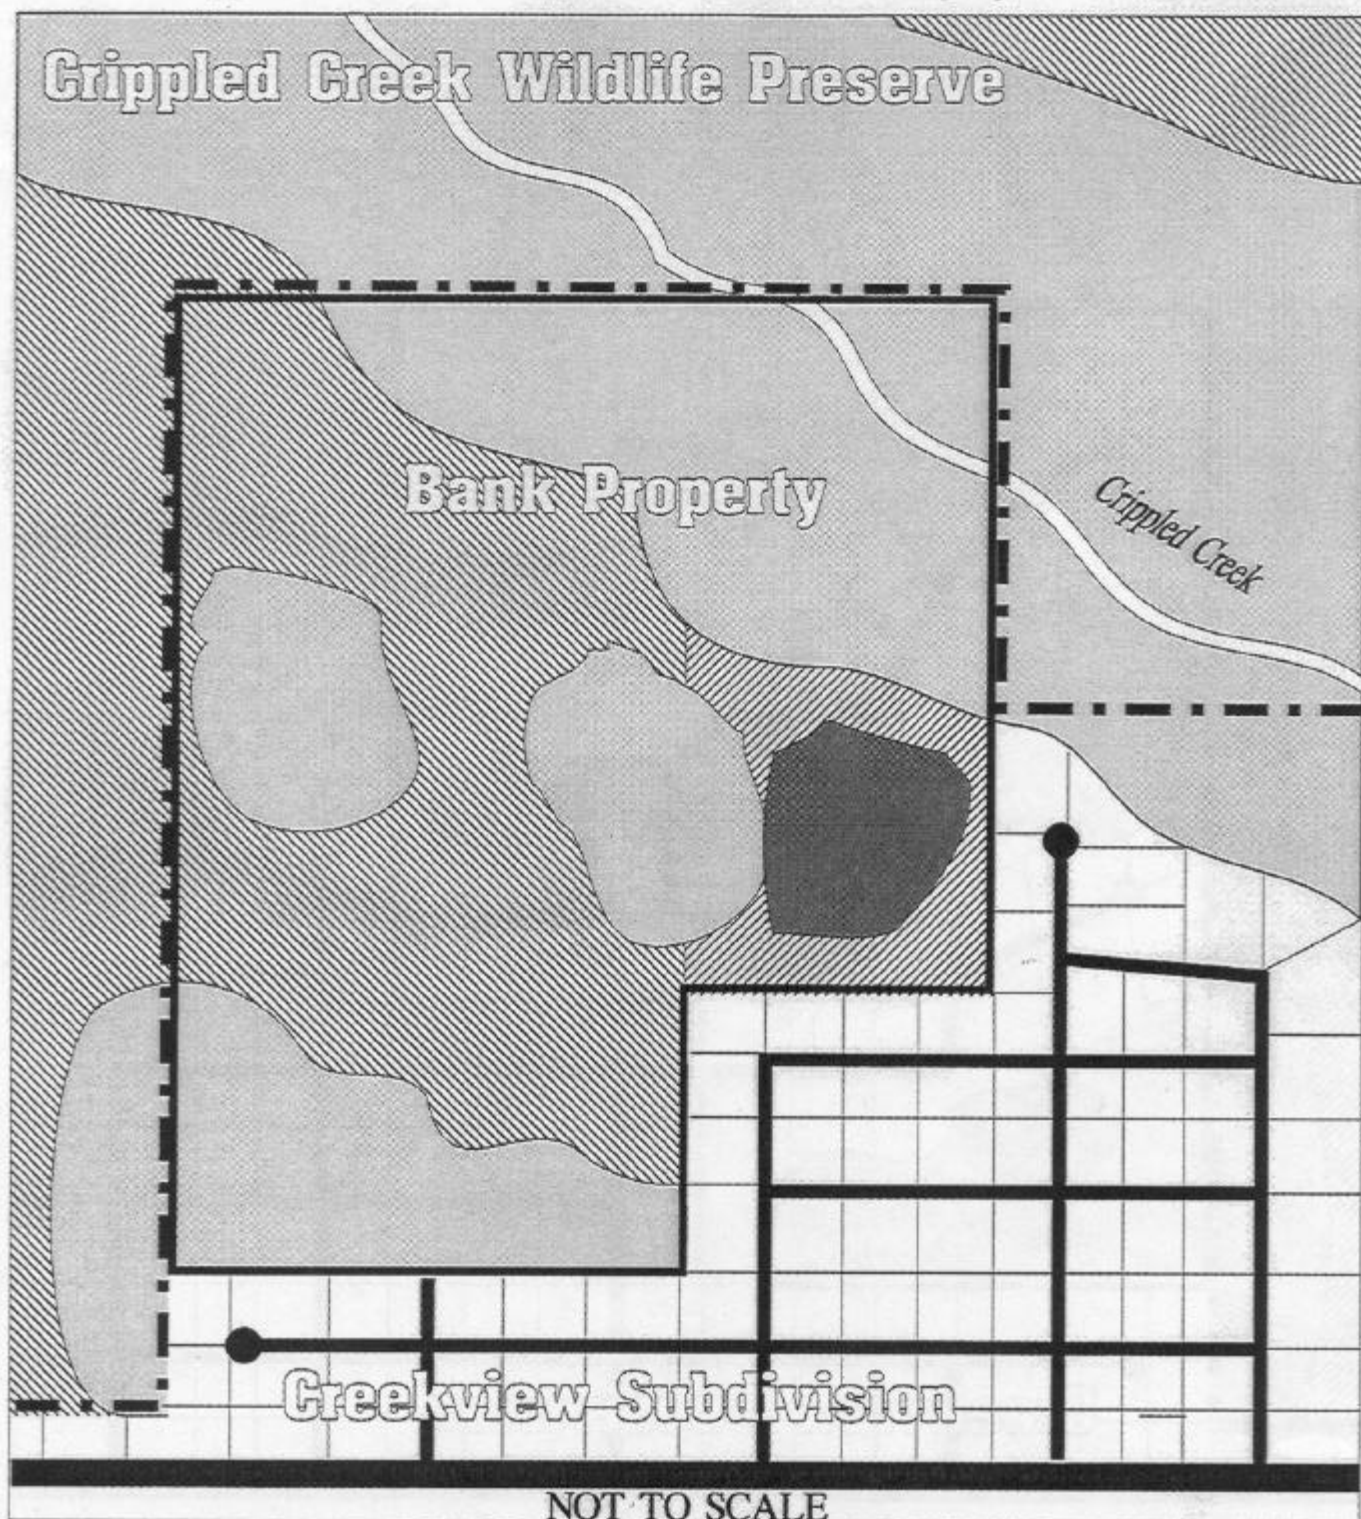 Crippled Creek Wildlife Preserve
Bank Property
Crippled Creek
Creekview Subdivision
NOT TO SCALE